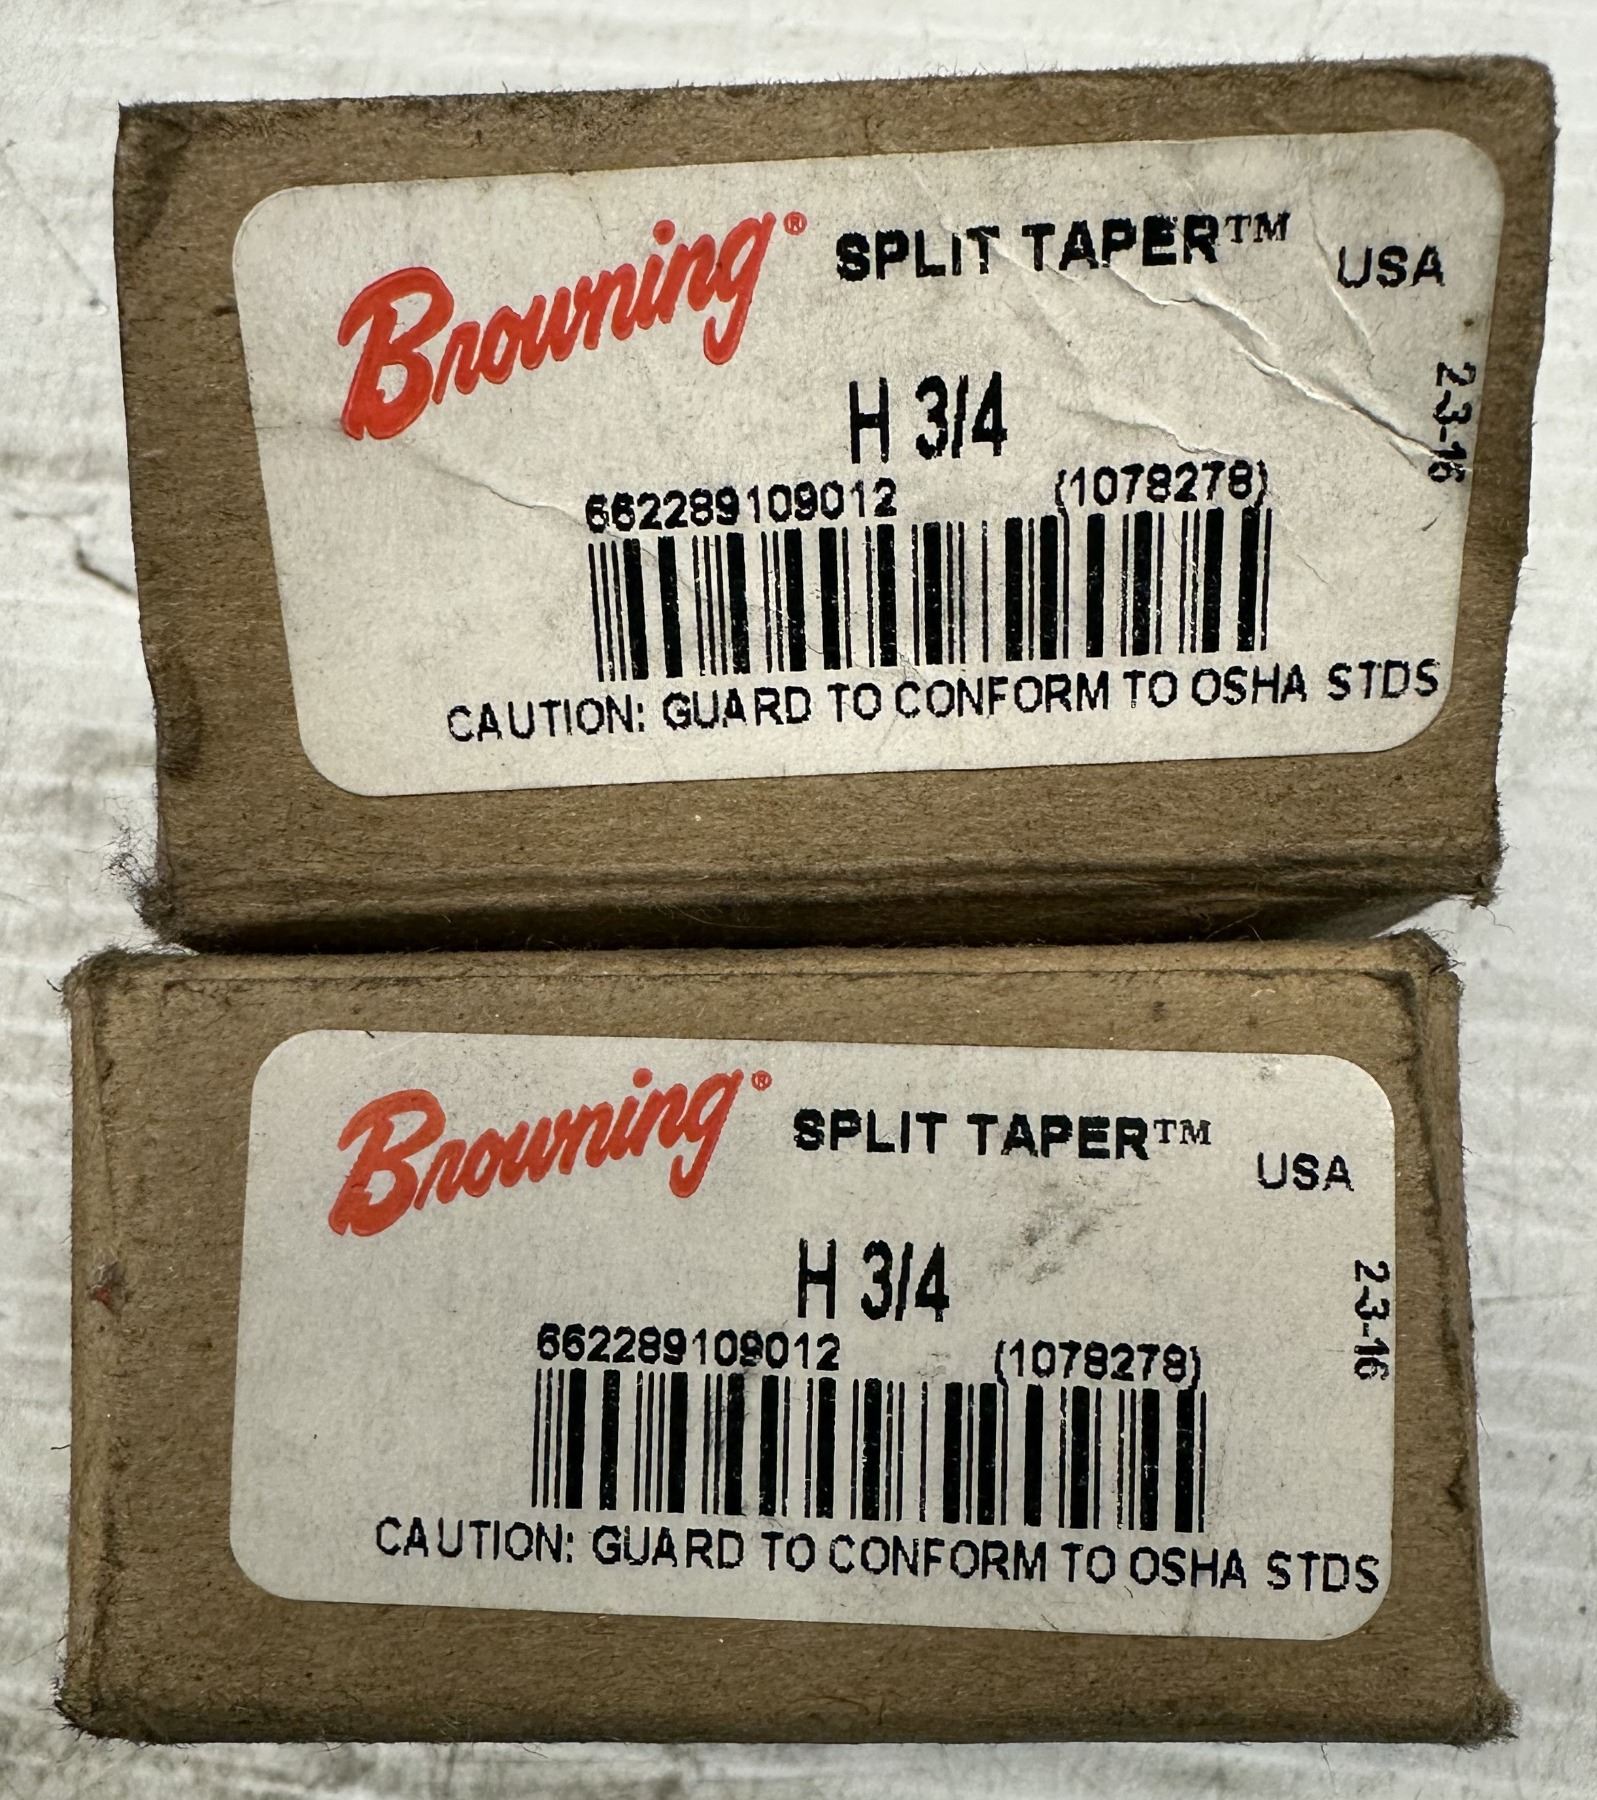 Browning® SPLIT TAPER™ USA
H 3/4
2-3-16
662289109012 (1078278)
CAUTION: GUARD TO CONFORM TO OSHA STDS
Browning® SPLIT TAPER™ USA
H 3/4
2-3-16
662289109012 (1078278)
CAUTION: GUARD TO CONFORM TO OSHA STDS